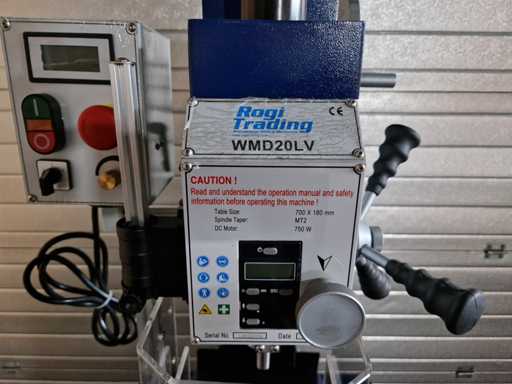 Rogi
Trading
CE
WMD20LV
CAUTION !
Read and understand the operation manual and safety
information before operating this machine !
Table Size: 700 X 180 mm
Spindle Taper: MT2
DC Motor: 750 W
Serial No
Date